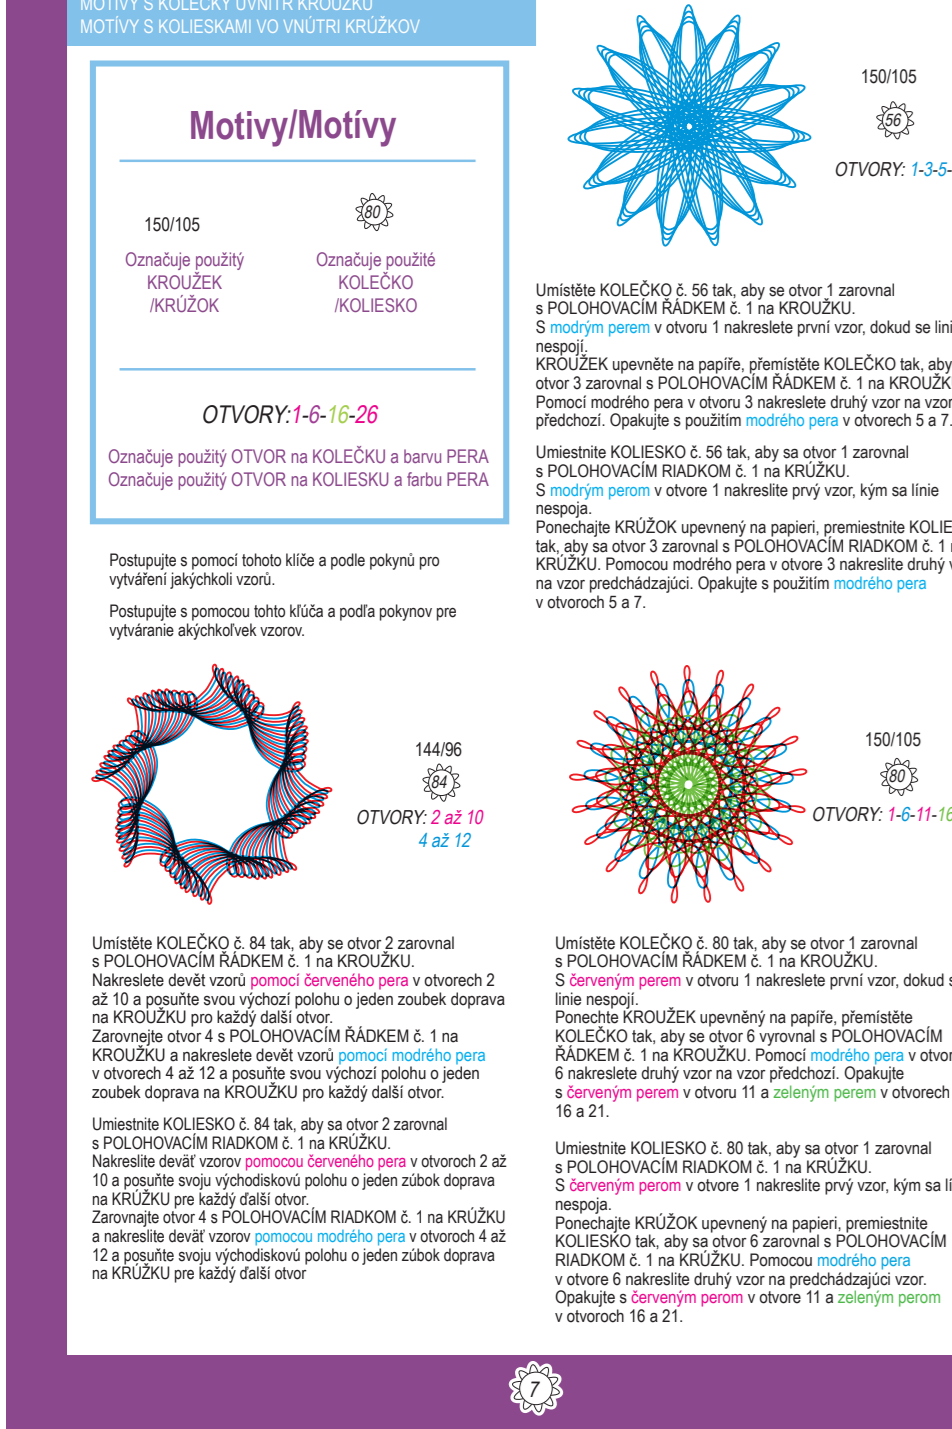 MOTIVY S KOLEČKY UVNITŘ KROUŽKŮ
MOTÍVY S KOLIESKAMI VO VNÚTRI KRÚŽKOV
Motivy/Motívy
150/105
80
Označuje použitý
KROUŽEK
/KRÚŽOK
Označuje použité
KOLEČKO
/KOLIESKO
OTVORY:1-6-16-26
Označuje použitý OTVOR na KOLEČKU a barvu PERA
Označuje použitý OTVOR na KOLIESKU a farbu PERA
Postupujte s pomocí tohoto klíče a podle pokynů pro
vytváření jakýchkoli vzorů.
Postupujte s pomocou tohto kľúča a podľa pokynov pre
vytváranie akýchkoľvek vzorov.
150/105
56
OTVORY: 1-3-5-
Umístěte KOLEČKO č. 56 tak, aby se otvor 1 zarovnal
s POLOHOVACÍM ŘÁDKEM č. 1 na KROUŽKU.
S modrým perem v otvoru 1 nakreslete první vzor, dokud se
nespojí.
KROUŽEK upevněte na papíře, přemístěte KOLEČKO tak, aby
otvor 3 zarovnal s POLOHOVACÍM ŘÁDKEM č. 1 na
Pomocí modrého pera v otvoru 3 nakreslete druhý vzor na vzor
předchozí. Opakujte s použitím modrého pera v otvorech 5 a 7.
Umiestnite KOLIESKO č. 56 tak, aby sa otvor 1 zarovnal
s POLOHOVACÍM RIADKOM č. 1 na KRÚŽKU.
S modrým perom v otvore 1 nakreslite prvý vzor, kým sa línie
nespoja.
Ponechajte KRÚŽOK upevnený na papieri, premiestnite
tak, aby sa otvor 3 zarovnal s POLOHOVACÍM RIADKOM č. 1
KRÚŽKU. Pomocou modrého pera v otvore 3 nakreslite druhý
na vzor predchádzajúci. Opakujte s použitím modrého pera
v otvoroch 5 a 7.
144/96
84
OTVORY: 2 až 10
4 až 12
Umístěte KOLEČKO č. 84 tak, aby se otvor 2 zarovnal
s POLOHOVACÍM ŘÁDKEM č. 1 na KROUŽKU.
Nakreslete devět vzorů pomocí červeného pera v otvorech 2
až 10 a posuňte svou výchozí polohu o jeden zoubek doprava
na KROUŽKU pro každý další otvor.
Zarovnejte otvor 4 s POLOHOVACÍM ŘÁDKEM č. 1 na
KROUŽKU a nakreslete devět vzorů pomocí modrého pera
v otvorech 4 až 12 a posuňte svou výchozí polohu o jeden
zoubek doprava na KROUŽKU pro každý další otvor.
Umiestnite KOLIESKO č. 84 tak, aby sa otvor 2 zarovnal
s POLOHOVACÍM RIADKOM č. 1 na KRÚŽKU.
Nakreslite deväť vzorov pomocou červeného pera v otvoroch 2 až
10 a posuňte svoju východiskovú polohu o jeden zúbok doprava
na KRÚŽKU pre každý ďalší otvor.
Zarovnajte otvor 4 s POLOHOVACÍM RIADKOM č. 1 na KRÚŽKU
a nakreslite deväť vzorov pomocou modrého pera v otvoroch 4 až
12 a posuňte svoju východiskovú polohu o jeden zúbok doprava
na KRÚŽKU pre každý ďalší otvor
150/105
80
OTVORY: 1-6-11-16
Umístěte KOLEČKO č. 80 tak, aby se otvor 1 zarovnal
s POLOHOVACÍM ŘÁDKEM č. 1 na KROUŽKU.
S červeným perem v otvoru 1 nakreslete první vzor, dokud
linie nespojí.
Ponechte KROUŽEK upevněný na papíře, přemístěte
KOLEČKO tak, aby se otvor 6 vyrovnal s POLOHOVACÍM
ŘÁDKEM č. 1 na KROUŽKU. Pomocí modrého pera v
6 nakreslete druhý vzor na vzor předchozí. Opakujte
s červeným perem v otvoru 11 a zeleným perem v otvorech
16 a 21.
Umiestnite KOLIESKO č. 80 tak, aby sa otvor 1 zarovnal
s POLOHOVACÍM RIADKOM č. 1 na KRÚŽKU.
S červeným perom v otvore 1 nakreslite prvý vzor, kým sa
nespoja.
Ponechajte KRÚŽOK upevnený na papieri, premiestnite
KOLIESKO tak, aby sa otvor 6 zarovnal s POLOHOVACÍM
RIADKOM č. 1 na KRÚŽKU. Pomocou modrého pera
v otvore 6 nakreslite druhý vzor na predchádzajúci vzor.
Opakujte s červeným perom v otvore 11 a zeleným perom
v otvoroch 16 a 21.
7